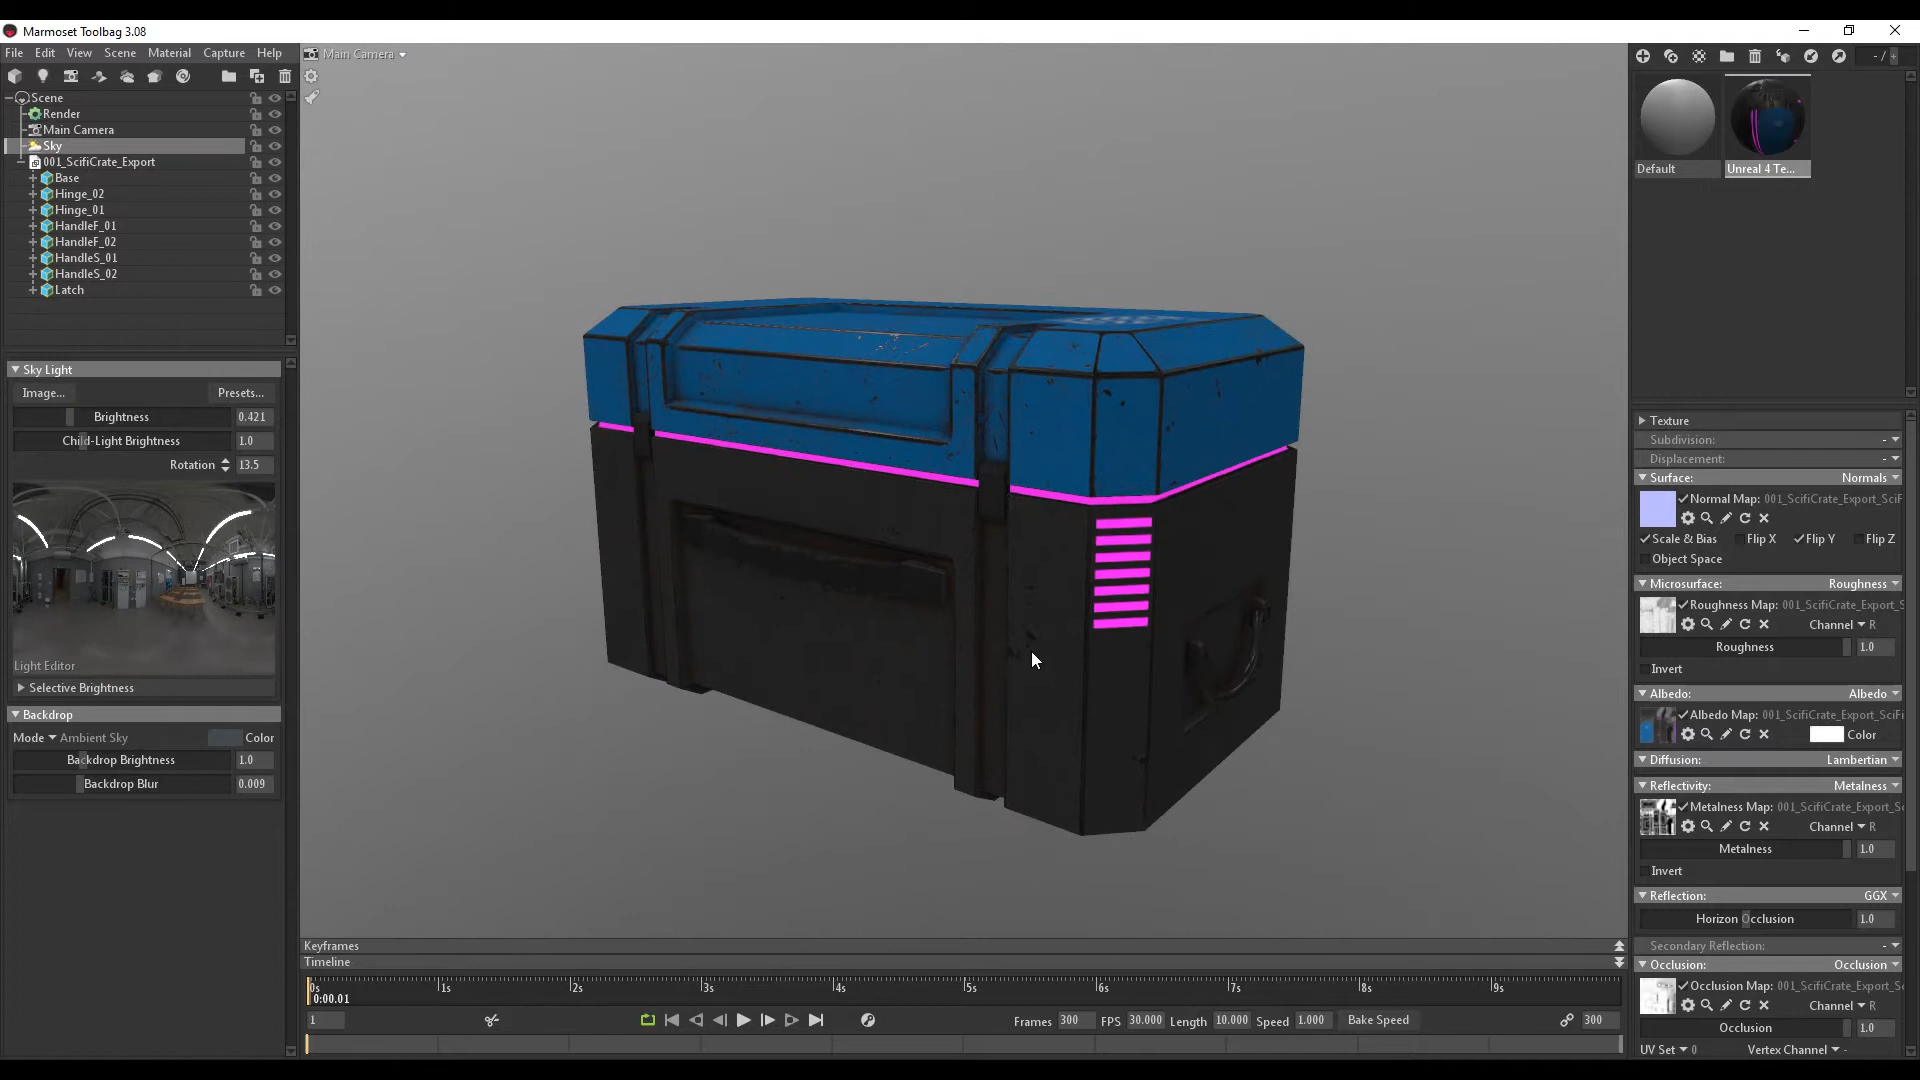 Marmoset Toolbag 3.08
File Edit View Scene Material Capture Help
Main Camera
Scene
Render
Main Camera
Sky
001_ScifiCrate_Export
Base
Hinge_02
Hinge_01
HandleF_01
HandleF_02
HandleS_01
HandleS_02
Latch
Sky Light
Image... Presets...
Brightness 0.421
Child-Light Brightness 1.0
Rotation 13.5
Light Editor
Selective Brightness
Backdrop
Mode Ambient Sky Color
Backdrop Brightness 1.0
Backdrop Blur 0.009
Keyframes
Timeline
0s 1s 2s 3s 4s 5s 6s 7s 8s 9s
0:00.01
1 Frames 300 FPS 30.000 Length 10.000 Speed 1.000 Bake Speed 300
- /
Default Unreal 4 Te...
Texture
Subdivision: -
Displacement: -
Surface: Normals
Normal Map: 001_ScifiCrate_Export_SciF
Scale & Bias Flip X Flip Y Flip Z
Object Space
Microsurface: Roughness
Roughness Map: 001_ScifiCrate_Export_S
Channel R
Roughness 1.0
Invert
Albedo: Albedo
Albedo Map: 001_ScifiCrate_Export_SciFi
Color
Diffusion: Lambertian
Reflectivity: Metalness
Metalness Map: 001_ScifiCrate_Export_Sc
Channel R
Metalness 1.0
Invert
Reflection: GGX
Horizon Occlusion 1.0
Secondary Reflection: -
Occlusion: Occlusion
Occlusion Map: 001_ScifiCrate_Export_Sc
Channel R
Occlusion 1.0
UV Set 0 Vertex Channel -